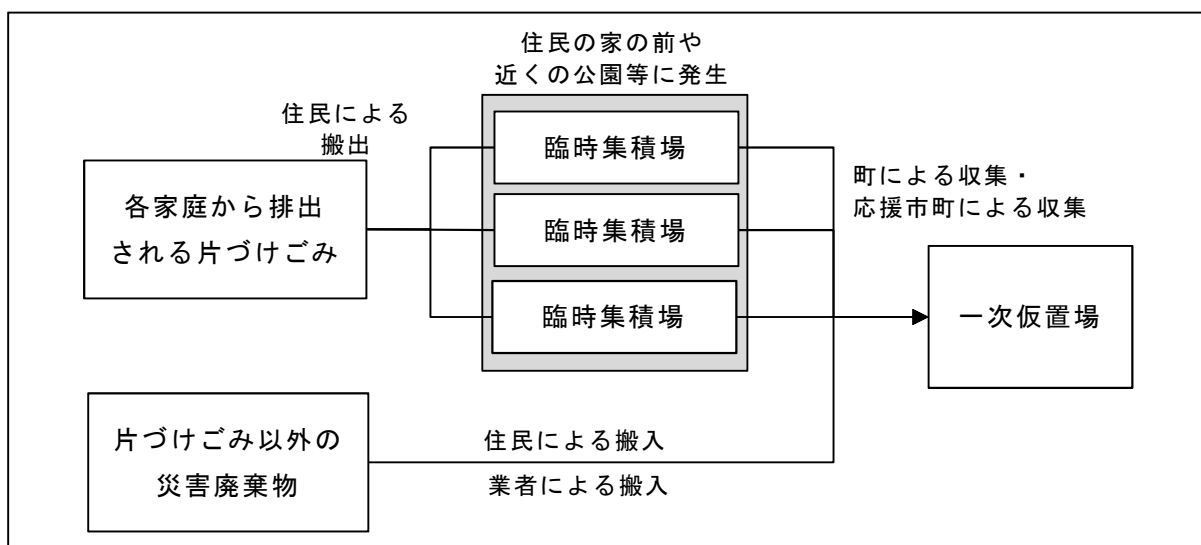 住民の家の前や
近くの公園等に発生
住民による
搬出
臨時集積場
各家庭から排出
される片づけごみ
臨時集積場
臨時集積場
町による収集・
応援市町による収集
一次仮置場
片づけごみ以外の
災害廃棄物
住民による搬入
業者による搬入